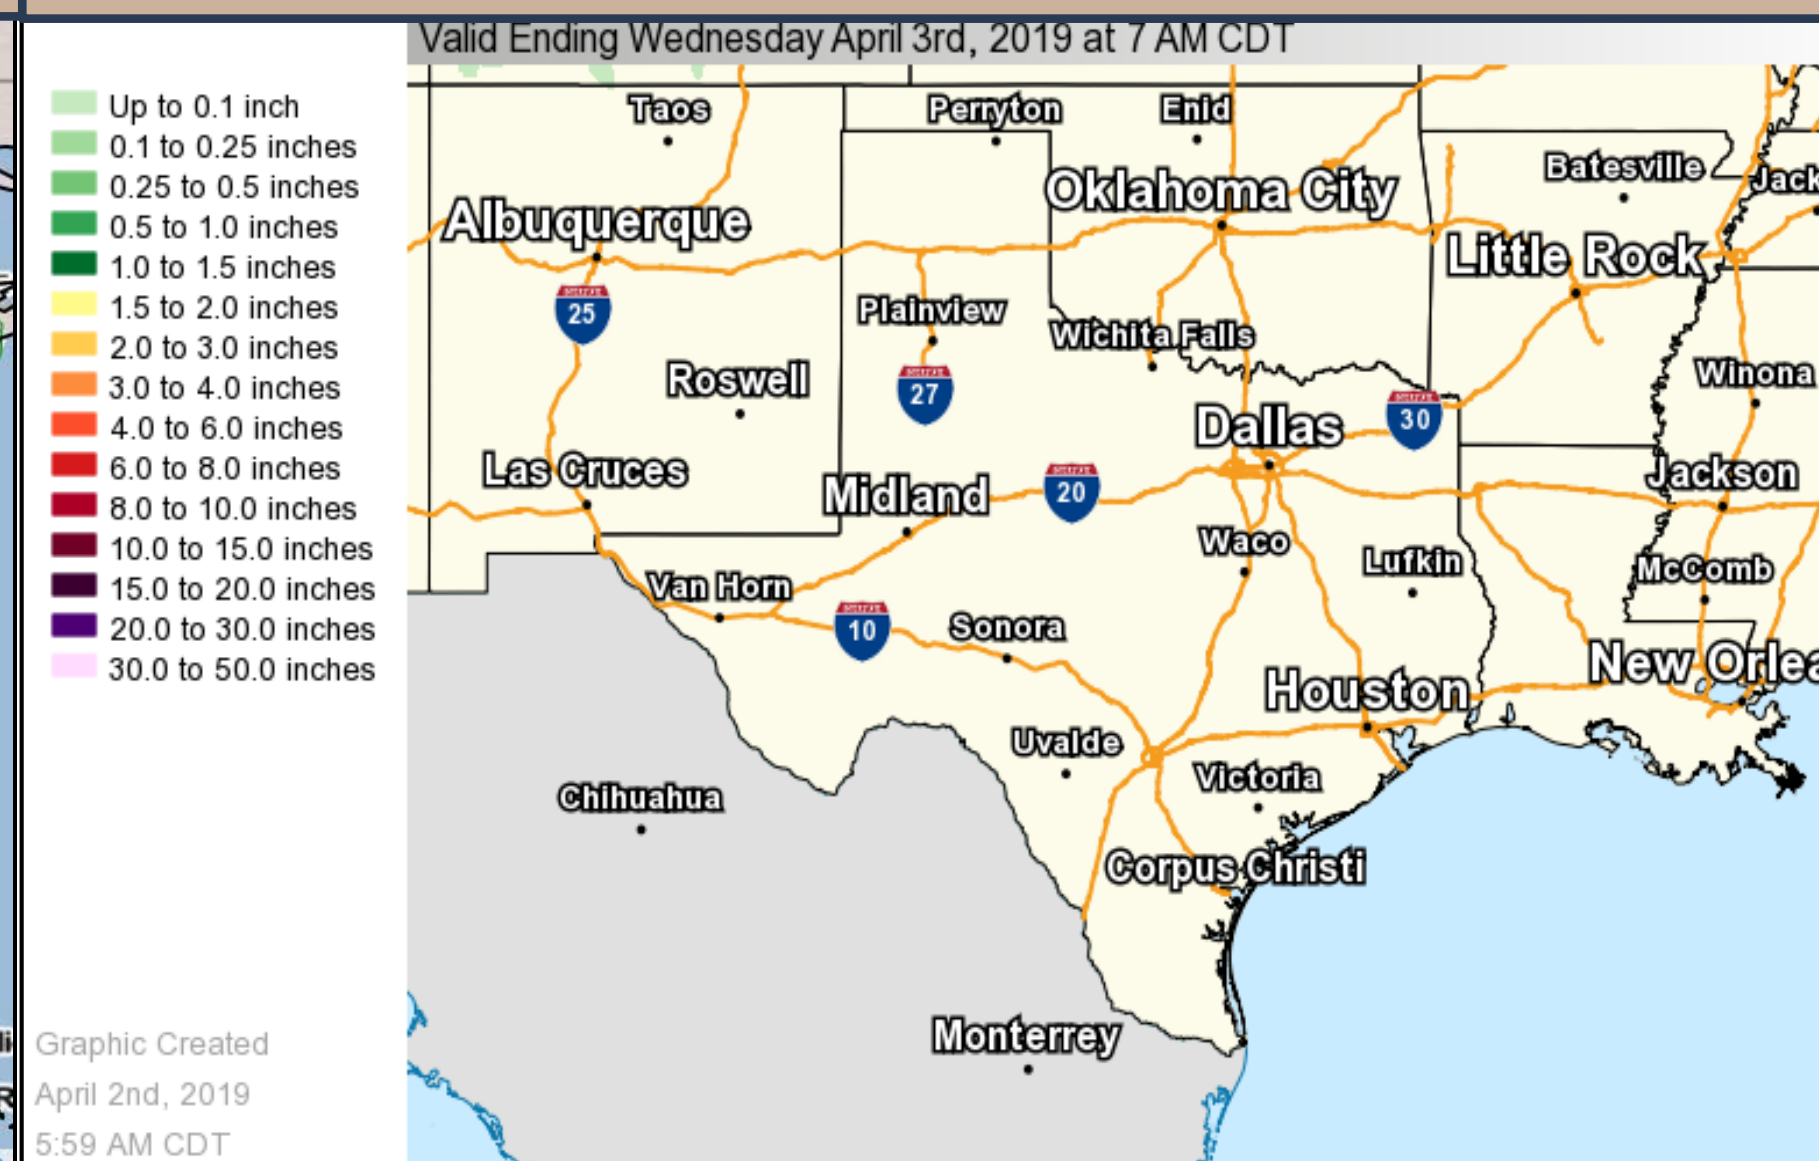 Valid Ending Wednesday April 3rd, 2019 at 7 AM CDT
Up to 0.1 inch
0.1 to 0.25 inches
0.25 to 0.5 inches
0.5 to 1.0 inches
1.0 to 1.5 inches
1.5 to 2.0 inches
2.0 to 3.0 inches
3.0 to 4.0 inches
4.0 to 6.0 inches
6.0 to 8.0 inches
8.0 to 10.0 inches
10.0 to 15.0 inches
15.0 to 20.0 inches
20.0 to 30.0 inches
30.0 to 50.0 inches
Graphic Created
April 2nd, 2019
5:59 AM CDT
Taos
Perryton
Enid
Batesville
Jack
Oklahoma City
Albuquerque
Little Rock
25
Plainview
Wichita Falls
Roswell
27
Winona
30
Dallas
Las Cruces
Midland
20
Jackson
Waco
Lufkin
McComb
Van Horn
10
Sonora
New Orlea
Houston
Uvalde
Victoria
Chihuahua
Corpus Christi
Monterrey